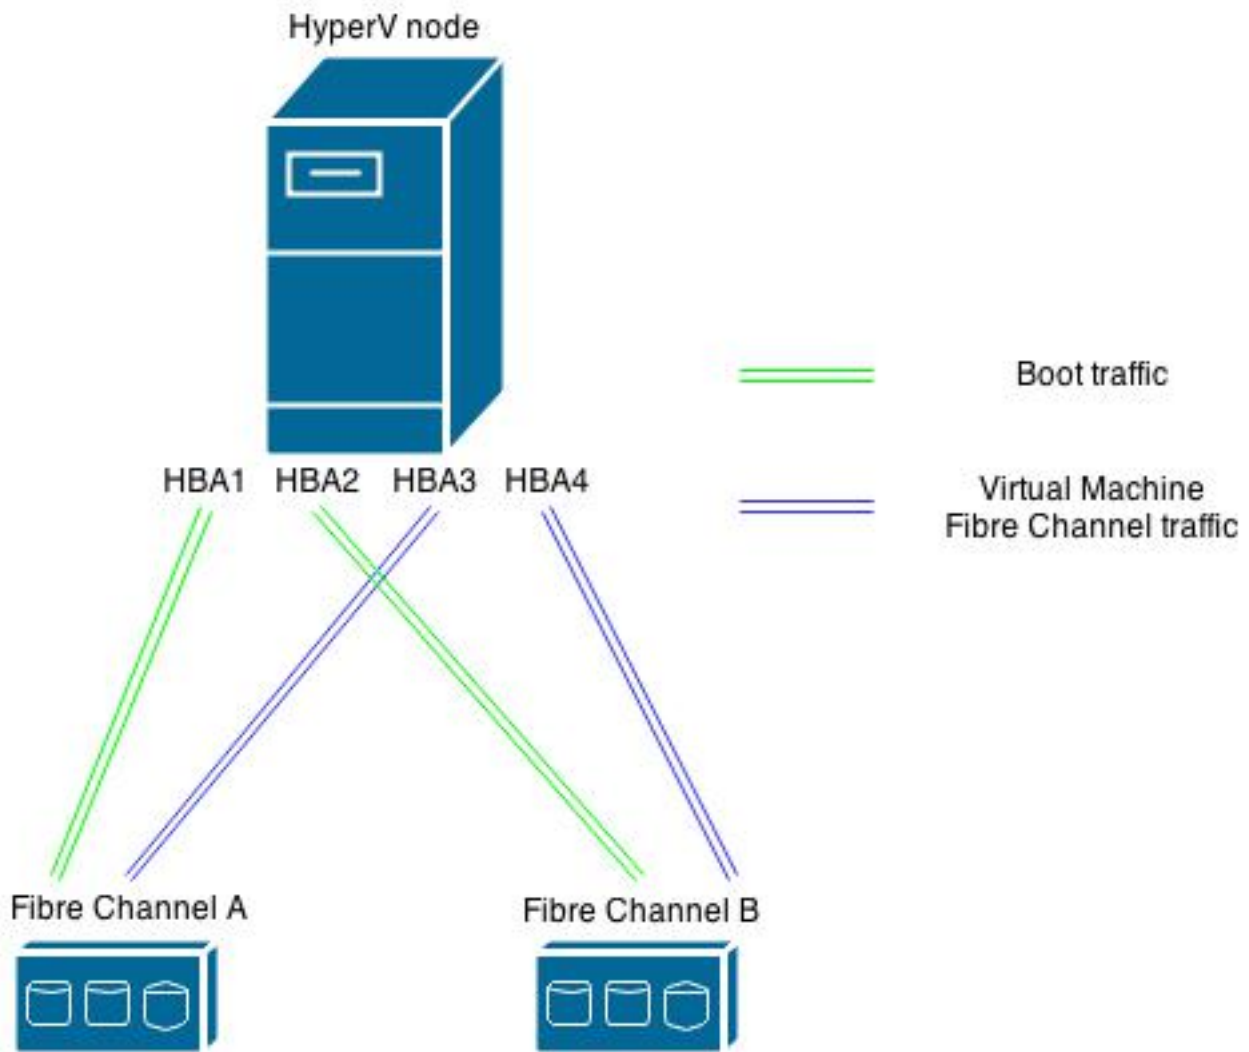 HyperV node
Boot traffic
HBA1 HBA2 HBA3 HBA4
Virtual Machine
Fibre Channel traffic
Fibre Channel A
Fibre Channel B